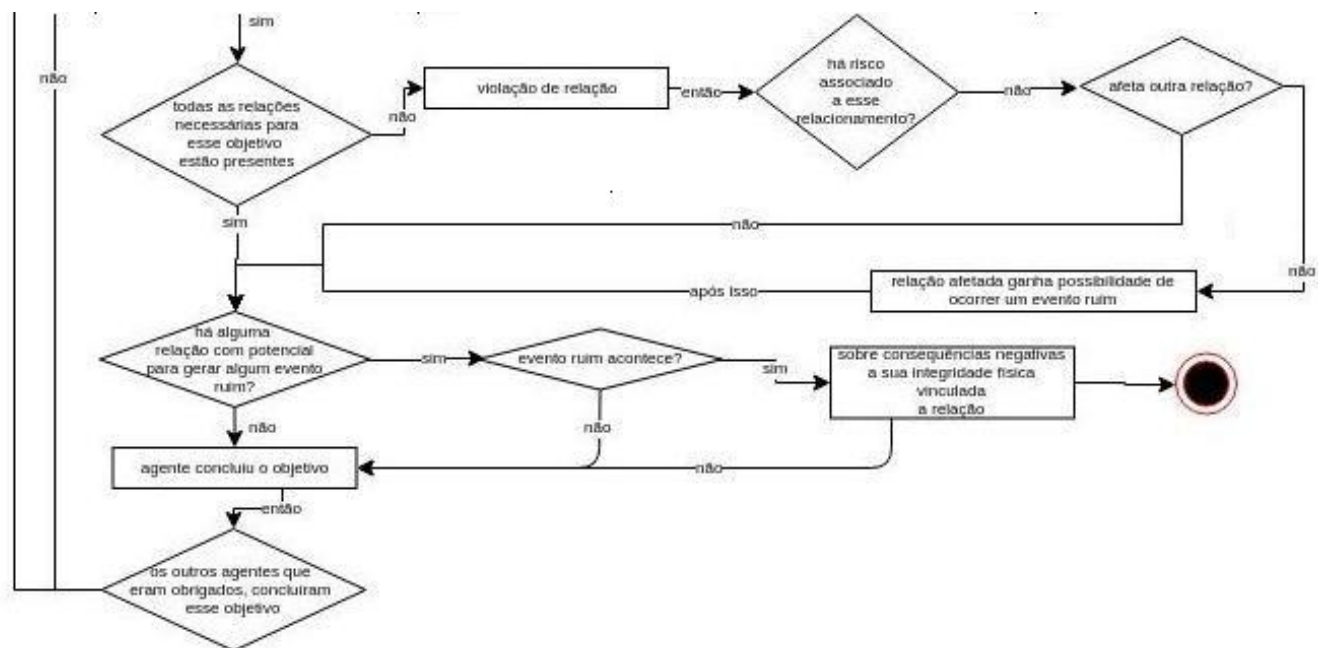 sim
não
todas as relações
necessárias para
esse objetivo
estão presentes
não
violação de relação
então
há risco
associado
a esse
relacionamento?
não
afeta outra relação?
sim
não
não
relação afetada ganha possibilidade de
ocorrer um evento ruim
após isso
há alguma
relação com potencial
para gerar algum evento
ruim?
sim
evento ruim acontece?
sim
sobre consequências negativas
a sua integridade física
vinculada
a relação
não
não
agente concluiu o objetivo
não
então
os outros agentes que
eram obrigados, concluíram
esse objetivo